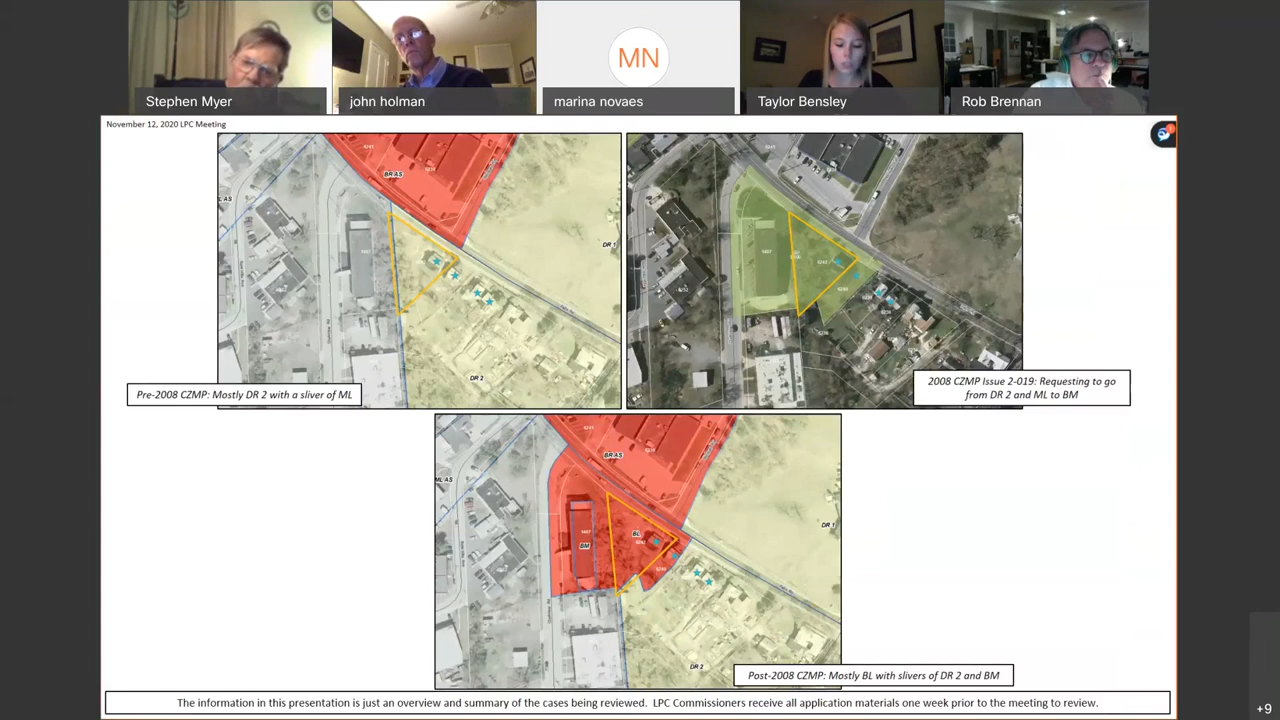 MN
Stephen Myer
john holman
marina novaes
Taylor Bensley
Rob Brennan
November 12, 2020 LPC Meeting
BR AS
L AS
DR 1
DR 2
Pre-2008 CZMP: Mostly DR 2 with a sliver of ML
2008 CZMP Issue 2-019: Requesting to go
from DR 2 and ML to BM
BR AS
ML AS
BL
BM
DR 1
DR 2
Post-2008 CZMP: Mostly BL with slivers of DR 2 and BM
The information in this presentation is just an overview and summary of the cases being reviewed. LPC Commissioners receive all application materials one week prior to the meeting to review.
+9